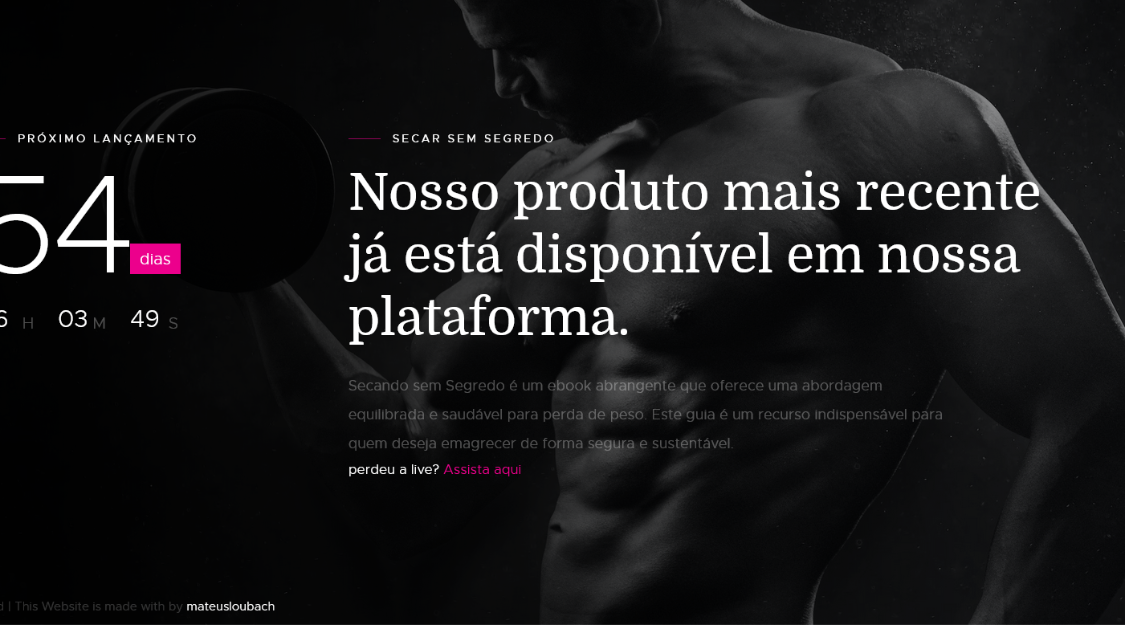 PRÓXIMO LANÇAMENTO
54
dias
6 H 03 M 49 S
SECAR SEM SEGREDO
Nosso produto mais recente
já está disponível em nossa
plataforma.
Secando sem Segredo é um ebook abrangente que oferece uma abordagem
equilibrada e saudável para perda de peso. Este guia é um recurso indispensável para
quem deseja emagrecer de forma segura e sustentável.
perdeu a live? Assista aqui
d | This Website is made with by mateusloubach